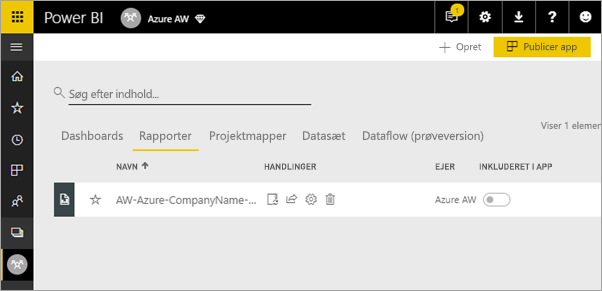 Power BI Azure AW 1
Opret Publicer app
Søg efter indhold...
Viser 1 elemen
Dashboards Rapporter Projektmapper Datasæt Dataflow (prøveversion)
NAVN HANDLINGER EJER INKLUDERET I APP
AW-Azure-CompanyName-... Azure AW